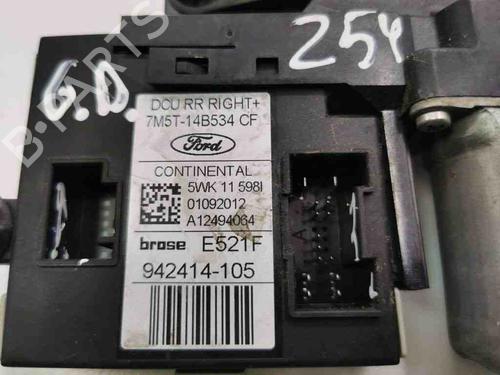 G.D.
254
DCU RR RIGHT+
7M5T-14B534 CF
Ford
CONTINENTAL
5WK 11 598I
01092012
A12494064
brose E521F
942414-105
B-PARTS